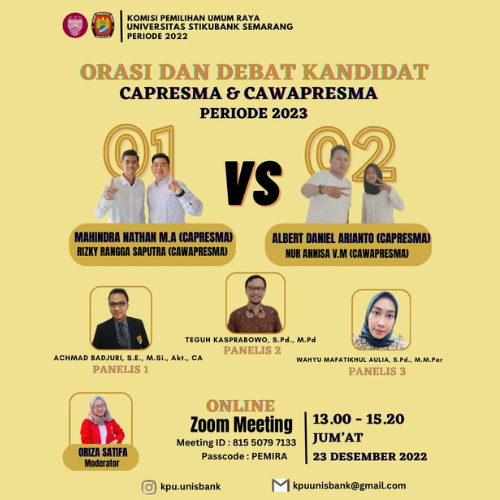 KOMISI PEMILIHAN UMUM RAYA
UNIVERSITAS STIKUBANK SEMARANG
PERIODE 2022
ORASI DAN DEBAT KANDIDAT
CAPRESMA & CAWAPRESMA
PERIODE 2023
01
02
VS
MAHINDRA NATHAN M.A (CAPRESMA)
RIZKY RANGGA SAPUTRA (CAWAPRESMA)
ALBERT DANIEL ARIANTO (CAPRESMA)
NUR ANNISA V.M (CAWAPRESMA)
ACHMAD BADJURI, S.E., M.Si., Akt., CA
PANELIS 1
TEGUH KASPRABOWO, S.Pd., M.Pd
PANELIS 2
WAHYU MAFATIKHUL AULIA, S.Pd., M.M.Par
PANELIS 3
ORIZA SATIFA
Moderator
ONLINE
Zoom Meeting
Meeting ID : 815 5079 7133
Passcode : PEMIRA
13.00 - 15.20
JUM'AT
23 DESEMBER 2022
kpu.unisbank
kpuunisbank@gmail.com